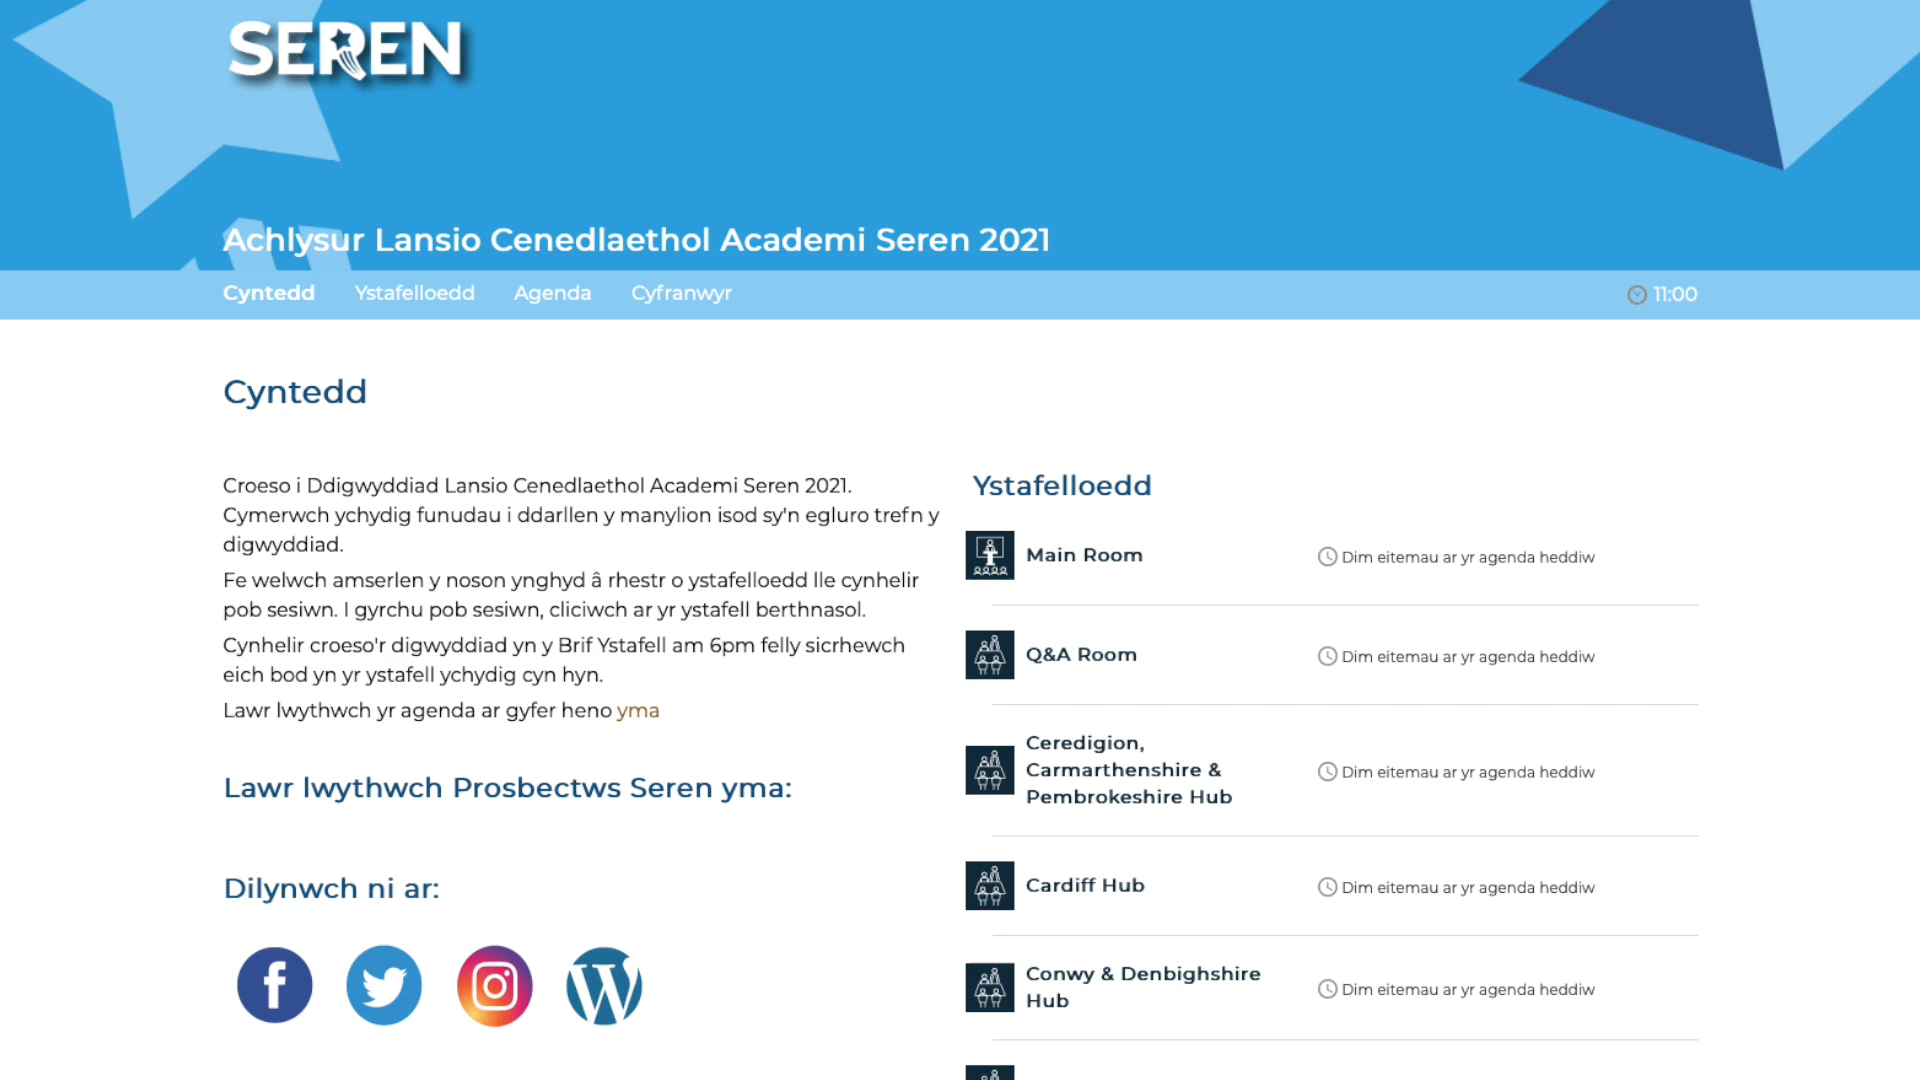 SEREN
Achlysur Lansio Cenedlaethol Academi Seren 2021
Cyntedd Ystafelloedd Agenda Cyfranwyr 11:00
Cyntedd
Croeso i Ddigwyddiad Lansio Cenedlaethol Academi Seren 2021.
Cymerwch ychydig funudau i ddarllen y manylion isod sy'n egluro trefn y
digwyddiad.
Fe welwch amserlen y noson ynghyd â rhestr o ystafelloedd lle cynhelir
pob sesiwn. I gyrchu pob sesiwn, cliciwch ar yr ystafell berthnasol.
Cynhelir croeso'r digwyddiad yn y Brif Ystafell am 6pm felly sicrhewch
eich bod yn yr ystafell ychydig cyn hyn.
Lawr lwythwch yr agenda ar gyfer heno yma
Lawr lwythwch Prosbectws Seren yma:
Dilynwch ni ar:
Ystafelloedd
Main Room
Dim eitemau ar yr agenda heddiw
Q&A Room
Dim eitemau ar yr agenda heddiw
Ceredigion,
Carmarthenshire &
Pembrokeshire Hub
Dim eitemau ar yr agenda heddiw
Cardiff Hub
Dim eitemau ar yr agenda heddiw
Conwy & Denbighshire
Hub
Dim eitemau ar yr agenda heddiw